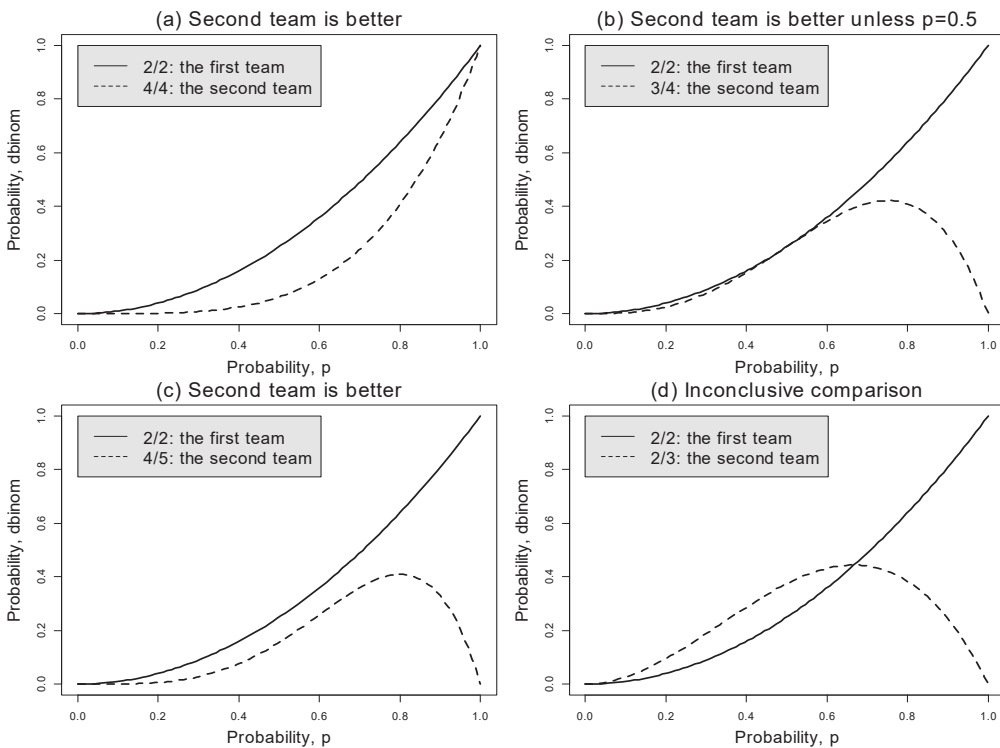 (a) Second team is better
2/2: the first team
4/4: the second team
Probability, dbinom
0.0 0.2 0.4 0.6 0.8 1.0
0.0 0.2 0.4 0.6 0.8 1.0
Probability, p
(b) Second team is better unless p=0.5
2/2: the first team
3/4: the second team
Probability, dbinom
0.0 0.2 0.4 0.6 0.8 1.0
0.0 0.2 0.4 0.6 0.8 1.0
Probability, p
(c) Second team is better
2/2: the first team
4/5: the second team
Probability, dbinom
0.0 0.2 0.4 0.6 0.8 1.0
0.0 0.2 0.4 0.6 0.8 1.0
Probability, p
(d) Inconclusive comparison
2/2: the first team
2/3: the second team
Probability, dbinom
0.0 0.2 0.4 0.6 0.8 1.0
0.0 0.2 0.4 0.6 0.8 1.0
Probability, p